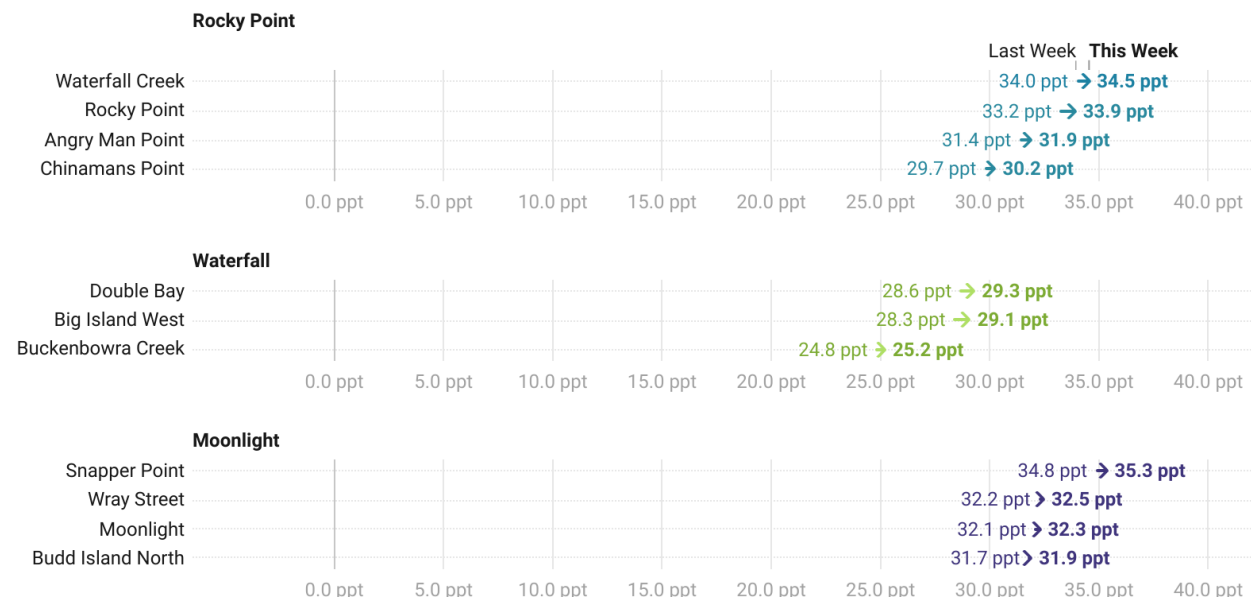 Rocky Point
Last Week This Week
Waterfall Creek 34.0 ppt → 34.5 ppt
Rocky Point 33.2 ppt → 33.9 ppt
Angry Man Point 31.4 ppt → 31.9 ppt
Chinamans Point 29.7 ppt → 30.2 ppt
0.0 ppt 5.0 ppt 10.0 ppt 15.0 ppt 20.0 ppt 25.0 ppt 30.0 ppt 35.0 ppt 40.0 ppt
Waterfall
Double Bay 28.6 ppt → 29.3 ppt
Big Island West 28.3 ppt → 29.1 ppt
Buckenbowra Creek 24.8 ppt → 25.2 ppt
0.0 ppt 5.0 ppt 10.0 ppt 15.0 ppt 20.0 ppt 25.0 ppt 30.0 ppt 35.0 ppt 40.0 ppt
Moonlight
Snapper Point 34.8 ppt → 35.3 ppt
Wray Street 32.2 ppt > 32.5 ppt
Moonlight 32.1 ppt > 32.3 ppt
Budd Island North 31.7 ppt > 31.9 ppt
0.0 ppt 5.0 ppt 10.0 ppt 15.0 ppt 20.0 ppt 25.0 ppt 30.0 ppt 35.0 ppt 40.0 ppt